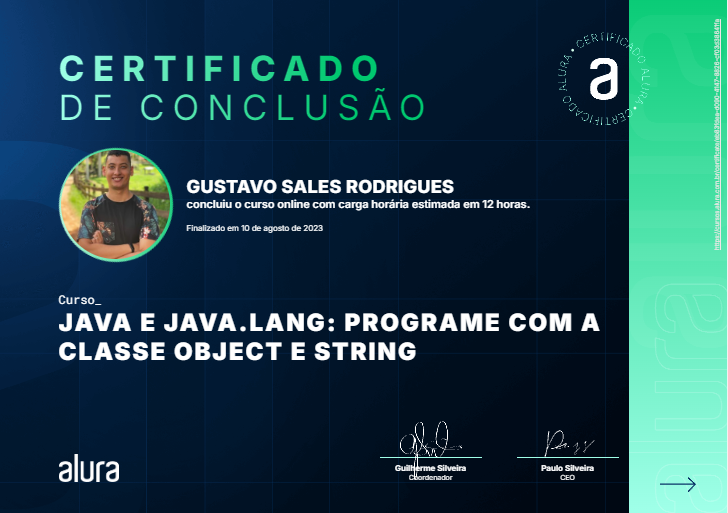 CERTIFICADO
DE CONCLUSÃO
CERTIFICADO ALURA • CERTIFICADO ALURA •
a
GUSTAVO SALES RODRIGUES
concluiu o curso online com carga horária estimada em 12 horas.
Finalizado em 10 de agosto de 2023
Curso_
JAVA E JAVA.LANG: PROGRAME COM A
CLASSE OBJECT E STRING
alura
Guilherme Silveira
Coordenador
Paulo Silveira
CEO
alura